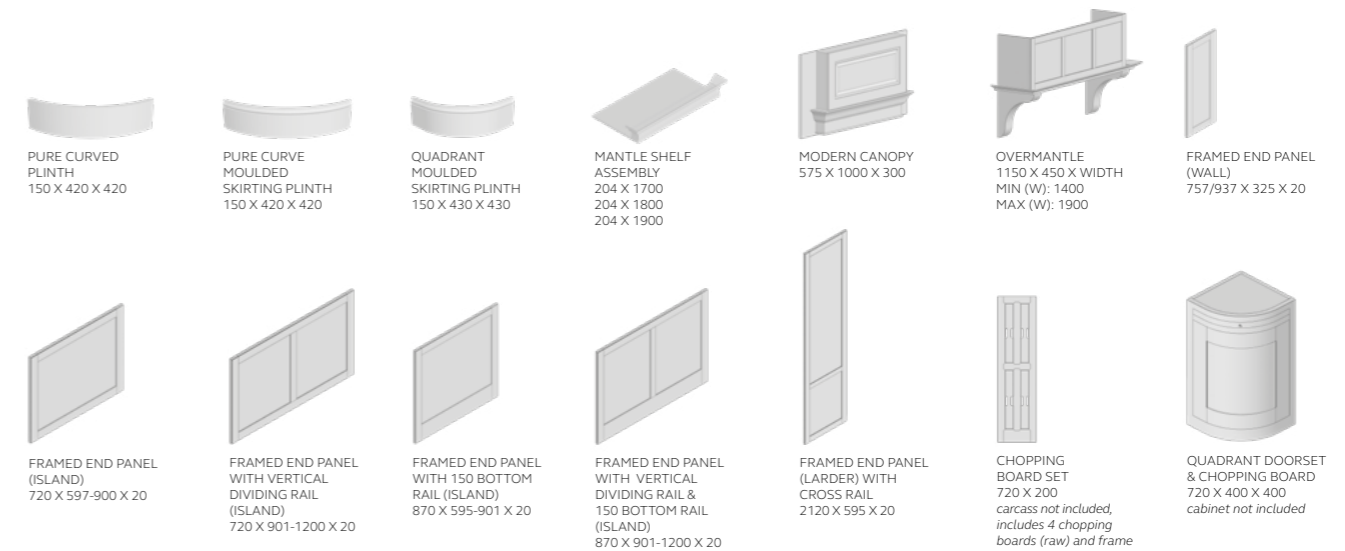 PURE CURVED
PLINTH
150 X 420 X 420
PURE CURVE
MOULDED
SKIRTING PLINTH
150 X 420 X 420
QUADRANT
MOULDED
SKIRTING PLINTH
150 X 430 X 430
MANTLE SHELF
ASSEMBLY
204 X 1700
204 X 1800
204 X 1900
MODERN CANOPY
575 X 1000 X 300
OVERMANTLE
1150 X 450 X WIDTH
MIN (W): 1400
MAX (W): 1900
FRAMED END PANEL
(WALL)
757/937 X 325 X 20
FRAMED END PANEL
(ISLAND)
720 X 597-900 X 20
FRAMED END PANEL
WITH VERTICAL
DIVIDING RAIL
(ISLAND)
720 X 901-1200 X 20
FRAMED END PANEL
WITH 150 BOTTOM
RAIL (ISLAND)
870 X 595-901 X 20
FRAMED END PANEL
WITH VERTICAL
DIVIDING RAIL &
150 BOTTOM RAIL
(ISLAND)
870 X 901-1200 X 20
FRAMED END PANEL
(LARDER) WITH
CROSS RAIL
2120 X 595 X 20
CHOPPING
BOARD SET
720 X 200
carcass not included,
includes 4 chopping
boards (raw) and frame
QUADRANT DOORSET
& CHOPPING BOARD
720 X 400 X 400
cabinet not included